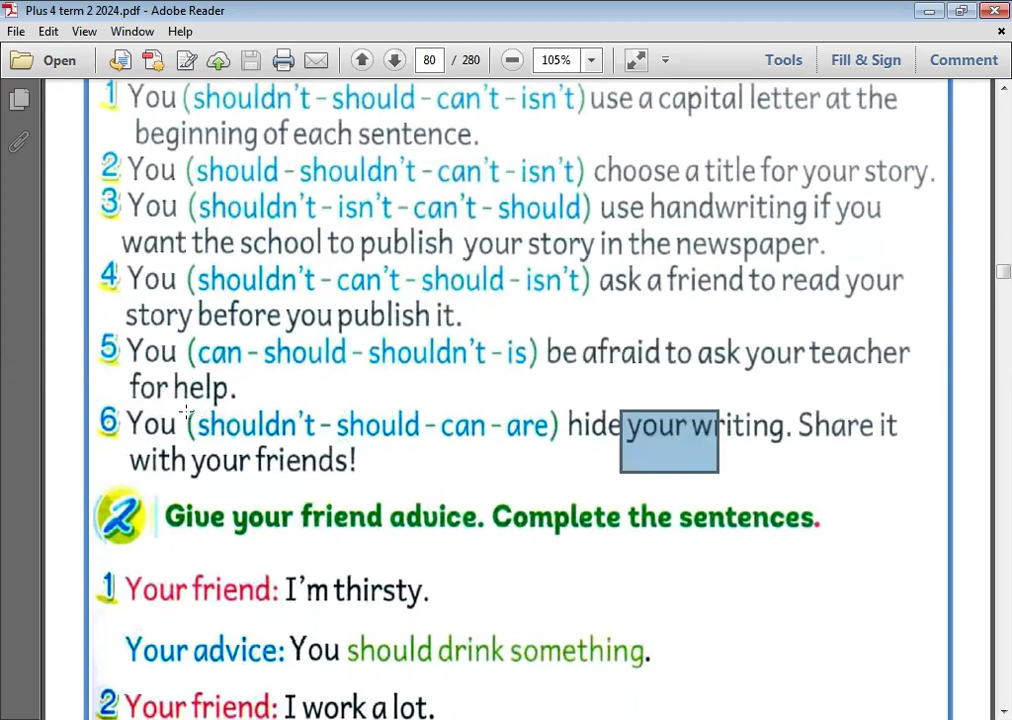 Plus 4 term 2 2024.pdf - Adobe Reader
File Edit View Window Help
Open 80 / 280 105% Tools Fill & Sign Comment
1 You (shouldn't - should - can't - isn't) use a capital letter at the
beginning of each sentence.
2 You (should - shouldn't - can't - isn't) choose a title for your story.
3 You (shouldn't - isn't - can't - should) use handwriting if you
want the school to publish your story in the newspaper.
4 You (shouldn't - can't - should - isn't) ask a friend to read your
story before you publish it.
5 You (can - should - shouldn't - is) be afraid to ask your teacher
for help.
6 You (shouldn't - should - can - are) hide your writing. Share it
with your friends!
2 Give your friend advice. Complete the sentences.
1 Your friend: I'm thirsty.
Your advice: You should drink something.
2 Your friend: I work a lot.